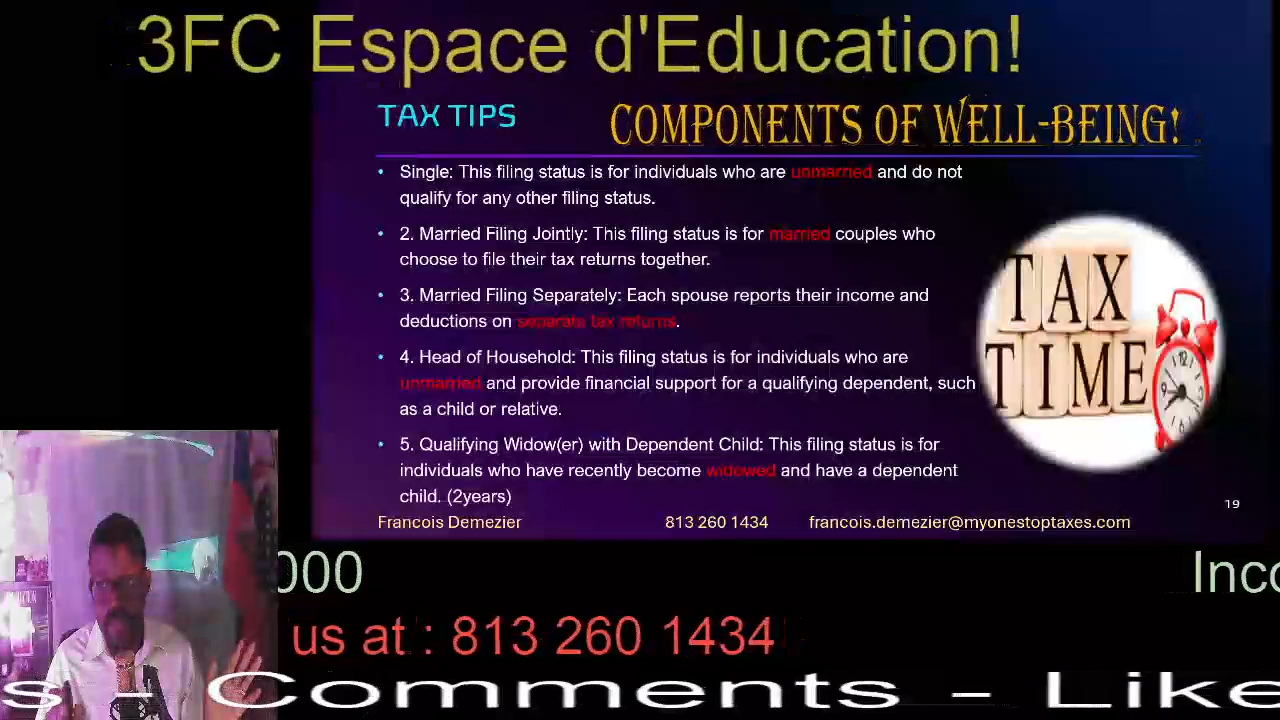 3FC Espace d'Education!
TAX TIPS
COMPONENTS OF WELL-BEING!
• Single: This filing status is for individuals who are unmarried and do not
qualify for any other filing status.
• 2. Married Filing Jointly: This filing status is for married couples who
choose to file their tax returns together.
• 3. Married Filing Separately: Each spouse reports their income and
deductions on separate tax returns.
• 4. Head of Household: This filing status is for individuals who are
unmarried and provide financial support for a qualifying dependent, such
as a child or relative.
• 5. Qualifying Widow(er) with Dependent Child: This filing status is for
individuals who have recently become widowed and have a dependent
child. (2years)
TAX
TIME
19
Francois Demezier 813 260 1434 francois.demezier@myonestoptaxes.com
000 Inco
us at : 813 260 1434
s - Comments - Like